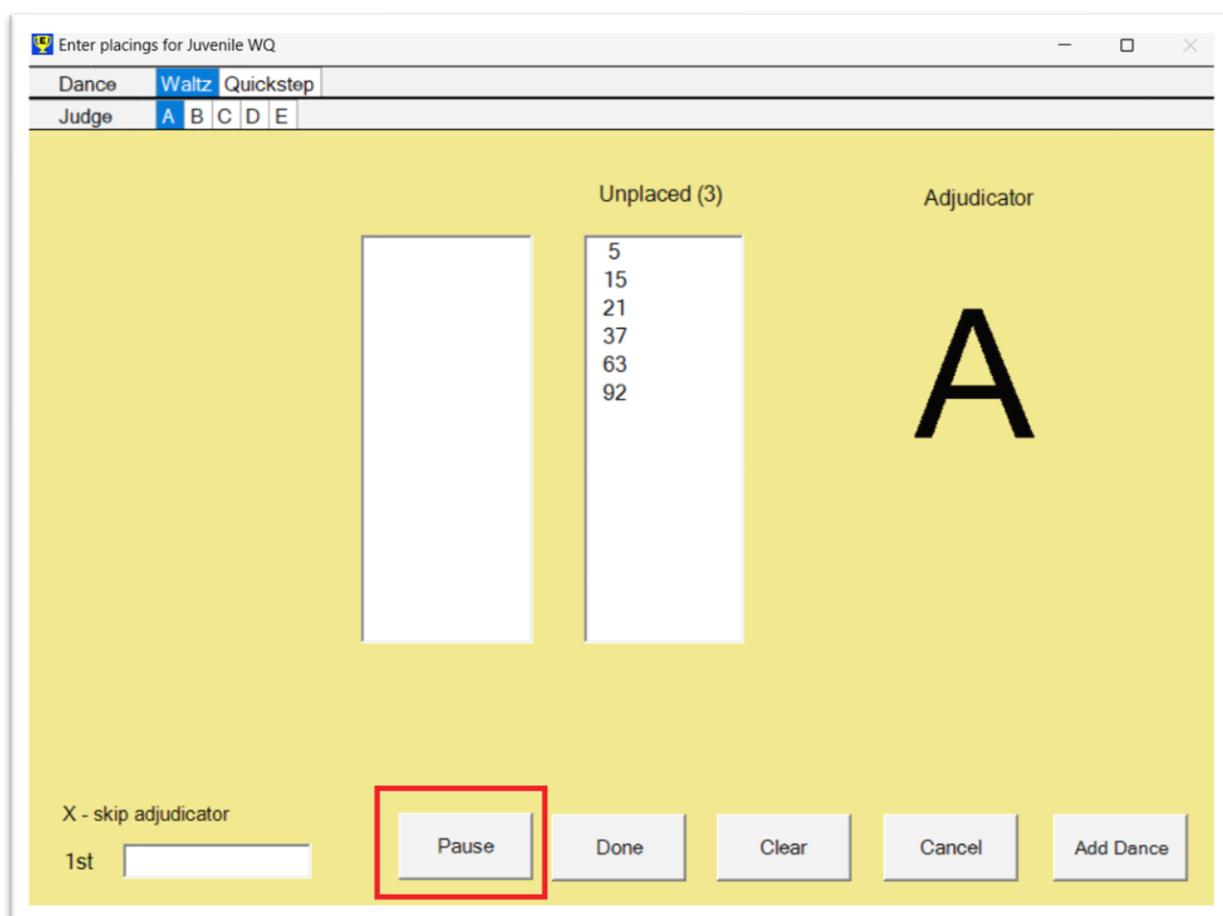 Enter placings for Juvenile WQ
Dance Waltz Quickstep
Judge A B C D E
Unplaced (3) Adjudicator
5
15
21
37
63
92
A
X - skip adjudicator
1st Pause Done Clear Cancel Add Dance